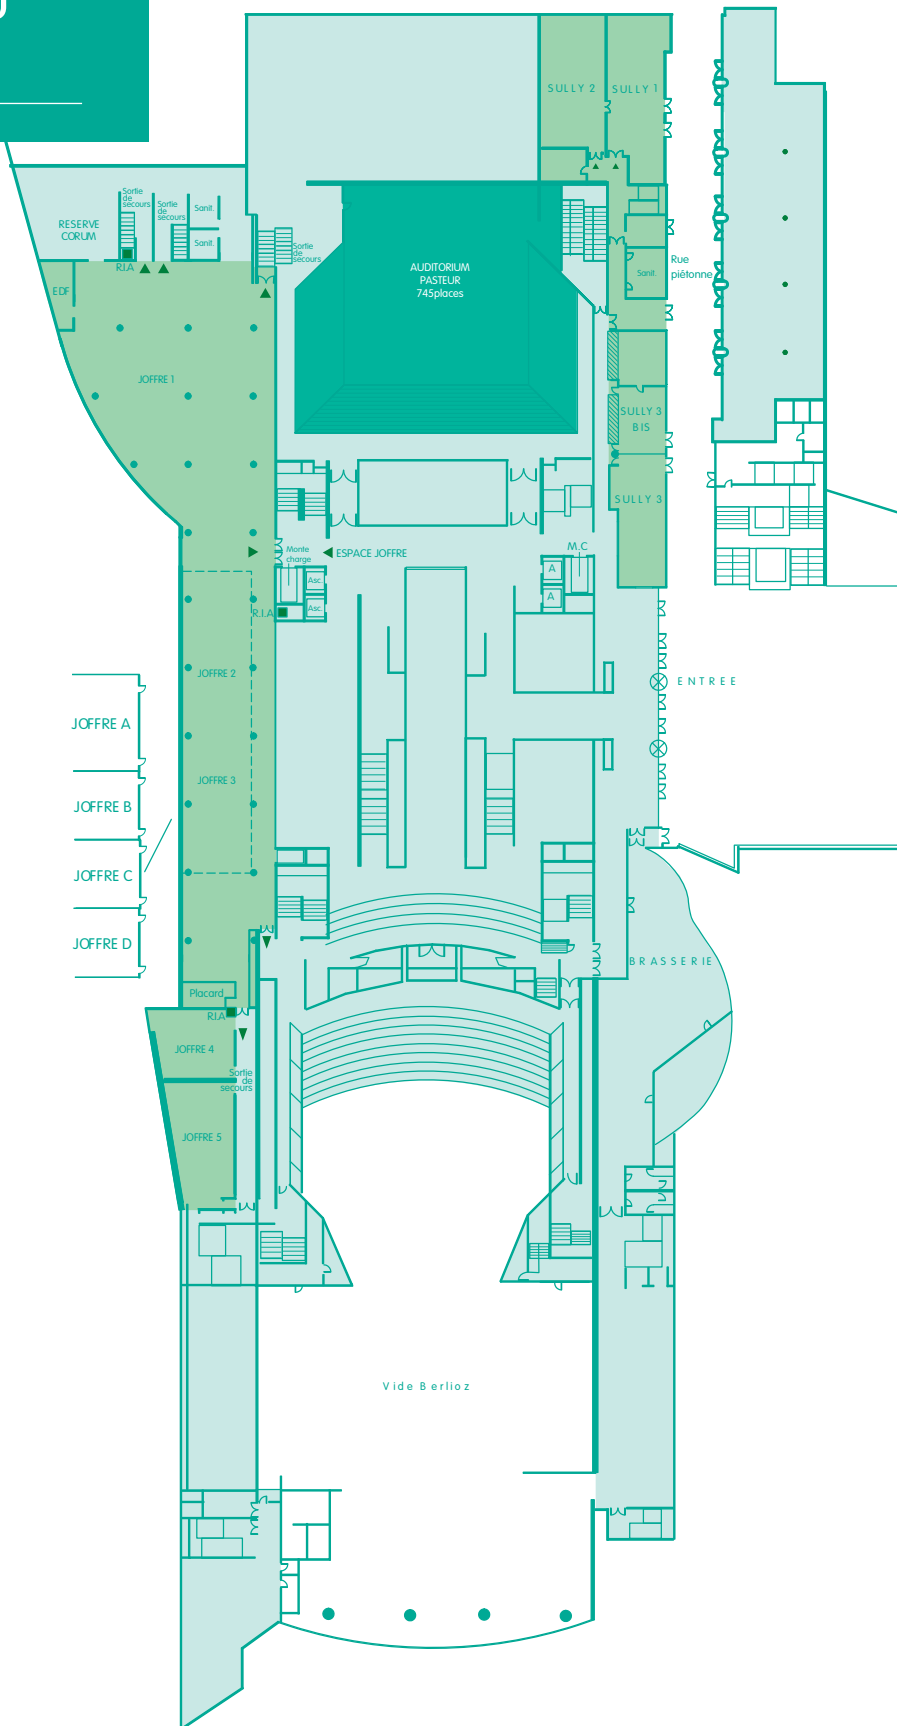 SULLY 2
SULLY 1
Sortie
de
secours
Sortie
de
secours
Sanit.
Sanit.
RESERVE
CORUM
R.I.A
Sortie
de
secours
EDF
AUDITORIUM
PASTEUR
745places
Rue
piétonne
Sanit.
JOFFRE 1
SULLY 3
BIS
SULLY 3
Monte
charge
ESPACE JOFFRE
M.C
Asc.
Asc.
A
A
R.I.A
JOFFRE 2
ENTREE
JOFFRE A
JOFFRE 3
JOFFRE B
JOFFRE C
JOFFRE D
BRASSERIE
Placard
R.I.A
JOFFRE 4
Sortie
de
secours
JOFFRE 5
Vide Berlioz